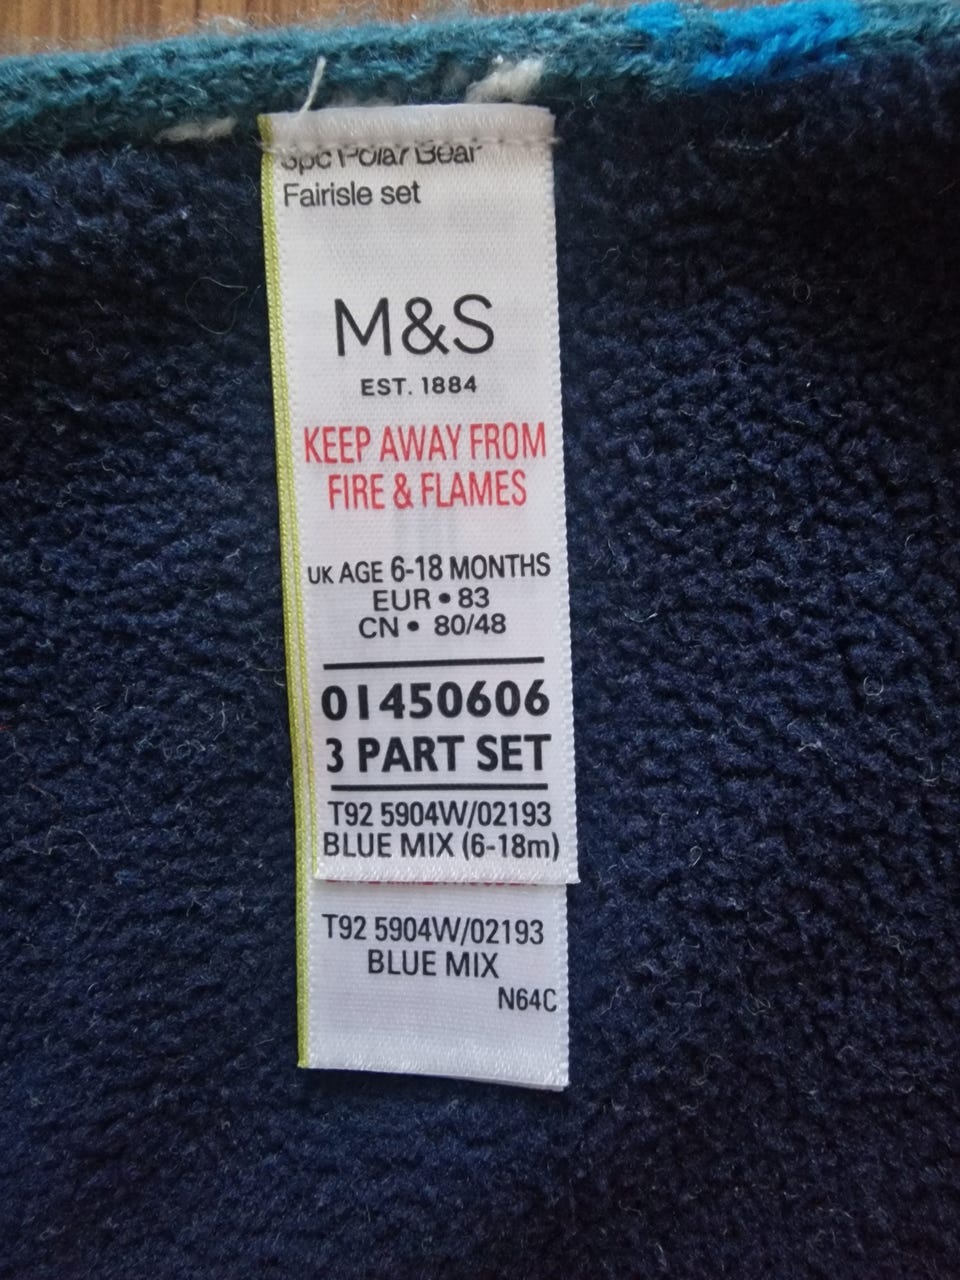 3pc Polar Bear
Fairisle set
M&S
EST. 1884
KEEP AWAY FROM
FIRE & FLAMES
UK AGE 6-18 MONTHS
EUR • 83
CN • 80/48
01450606
3 PART SET
T92 5904W/02193
BLUE MIX (6-18m)
T92 5904W/02193
BLUE MIX
N64C